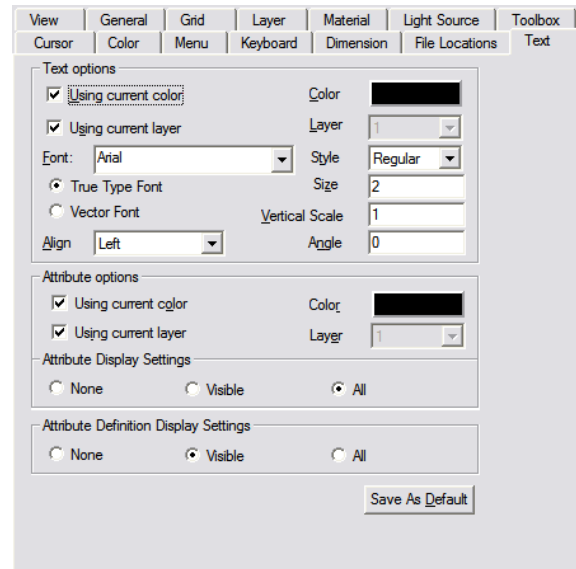 View General Grid Layer Material Light Source Toolbox
Cursor Color Menu Keyboard Dimension File Locations Text
Text options
Using current color Color
Using current layer Layer 1
Font: Arial Style Regular
True Type Font Size 2
Vector Font Vertical Scale 1
Align Left Angle 0
Attribute options
Using current color Color
Using current layer Layer 1
Attribute Display Settings
None Visible All
Attribute Definition Display Settings
None Visible All
Save As Default